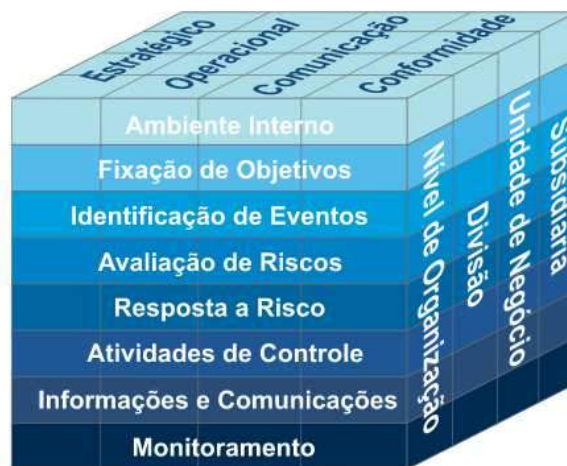 Estratégico
Operacional
Comunicação
Conformidade
Ambiente Interno
Fixação de Objetivos
Identificação de Eventos
Avaliação de Riscos
Resposta a Risco
Atividades de Controle
Informações e Comunicações
Monitoramento
Nível de Organização
Divisão
Unidade de Negócio
Subsidiária